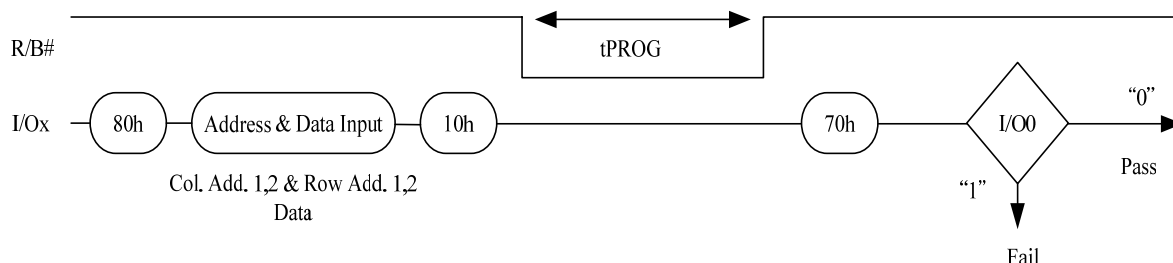 R/B#
tPROG
I/Ox
80h
Address & Data Input
10h
70h
I/O0
“0”
Col. Add. 1,2 & Row Add. 1,2
Data
“1”
Pass
Fail